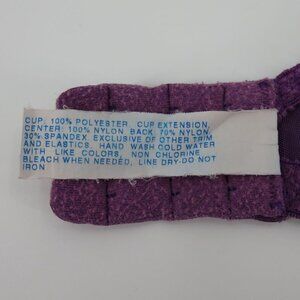 CUP, 100% POLYESTER, CUP EXTENSION,
CENTER: 100% NYLON BACK: 70% NYLON,
30% SPANDEX EXCLUSIVE OF OTHER TRIM
AND ELASTICS. HAND WASH COLD WATER
WITH LIKE COLORS, NON CHLORINE
BLEACH WHEN NEEDED, LINE DRY-DO NOT
IRON